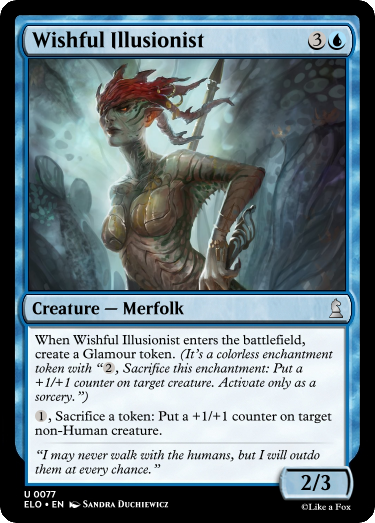 Wishful Illusionist 3
Creature — Merfolk
When Wishful Illusionist enters the battlefield,
create a Glamour token. (It's a colorless enchantment
token with “2, Sacrifice this enchantment: Put a
+1/+1 counter on target creature. Activate only as a
sorcery.”)
1, Sacrifice a token: Put a +1/+1 counter on target
non-Human creature.
“I may never walk with the humans, but I will outdo
them at every chance.”
2/3
U 0077
ELO • EN Sandra Duchiewicz
©Like a Fox